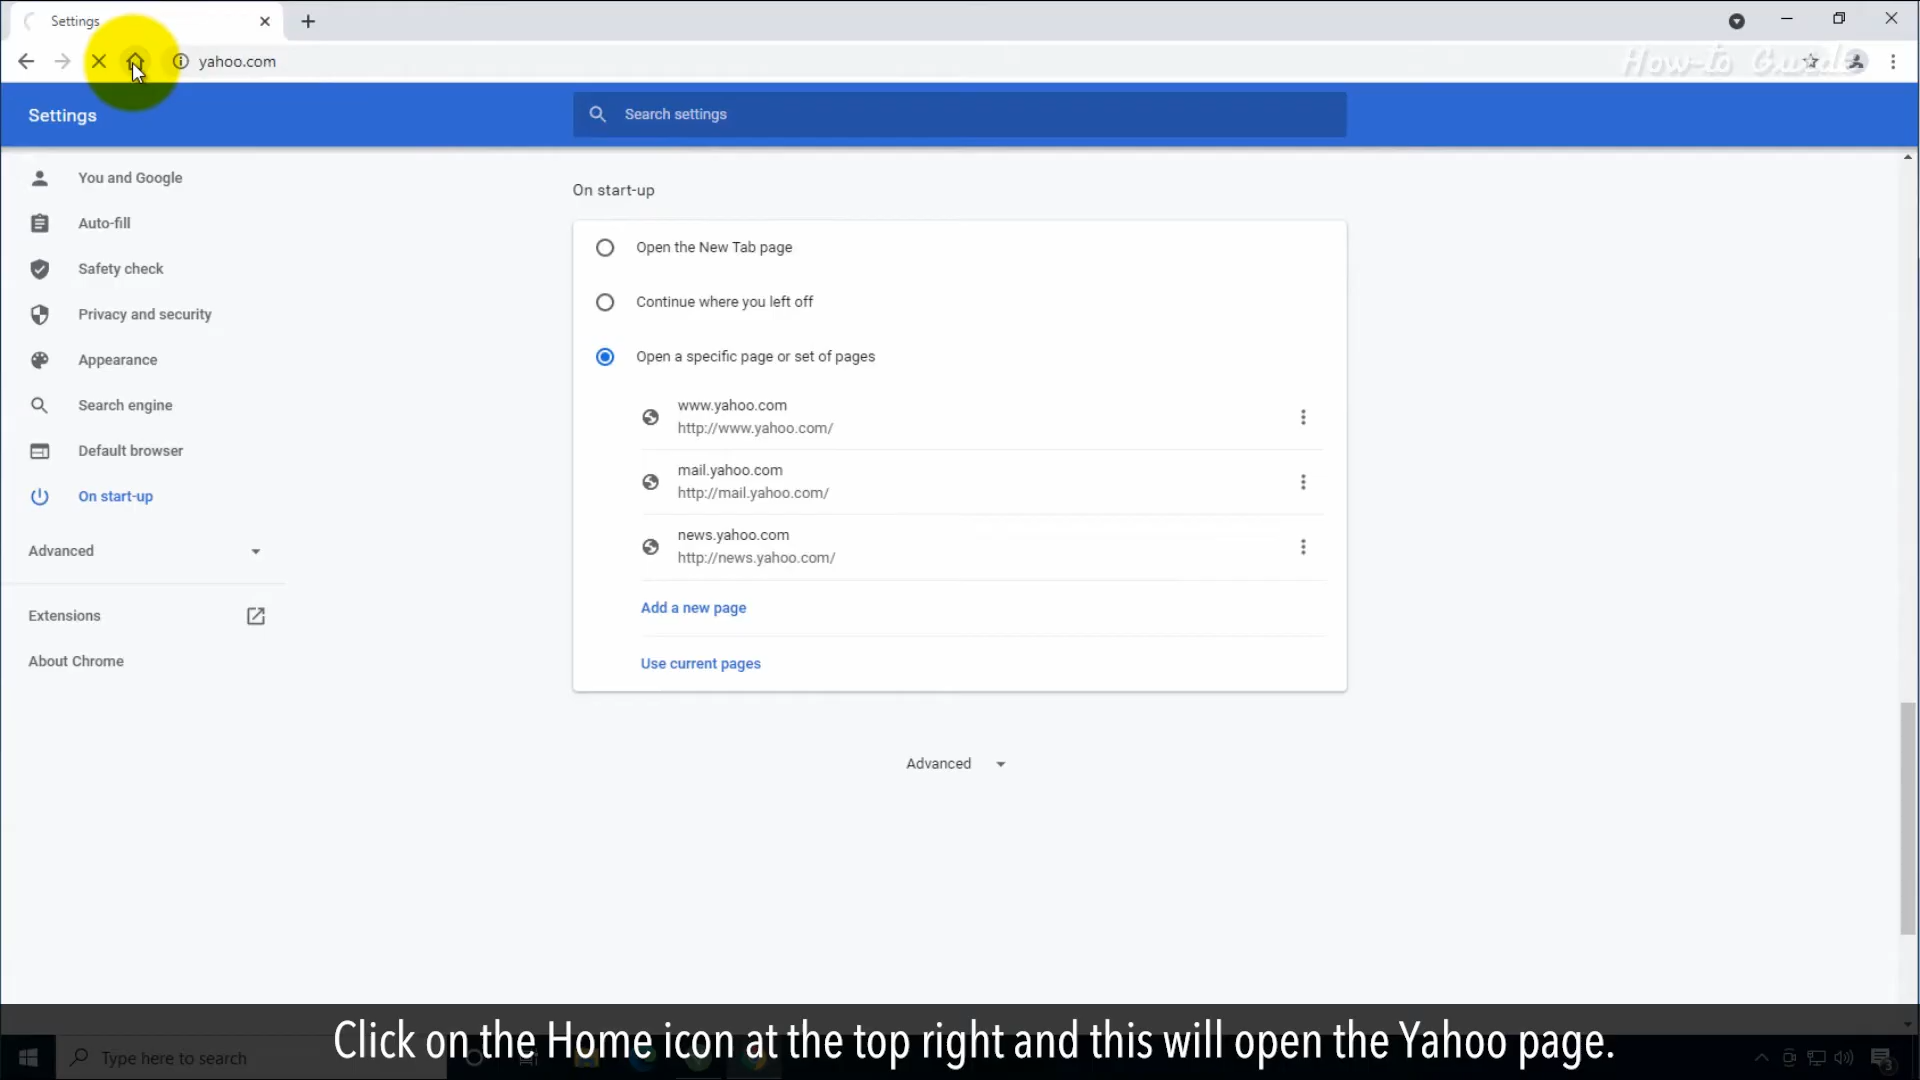 Settings
yahoo.com
How-to Guide
Settings
Search settings
You and Google
Auto-fill
Safety check
Privacy and security
Appearance
Search engine
Default browser
On start-up
Advanced
Extensions
About Chrome
On start-up
Open the New Tab page
Continue where you left off
Open a specific page or set of pages
www.yahoo.com
http://www.yahoo.com/
mail.yahoo.com
http://mail.yahoo.com/
news.yahoo.com
http://news.yahoo.com/
Add a new page
Use current pages
Advanced
Click on the Home icon at the top right and this will open the Yahoo page.
Type here to search
3